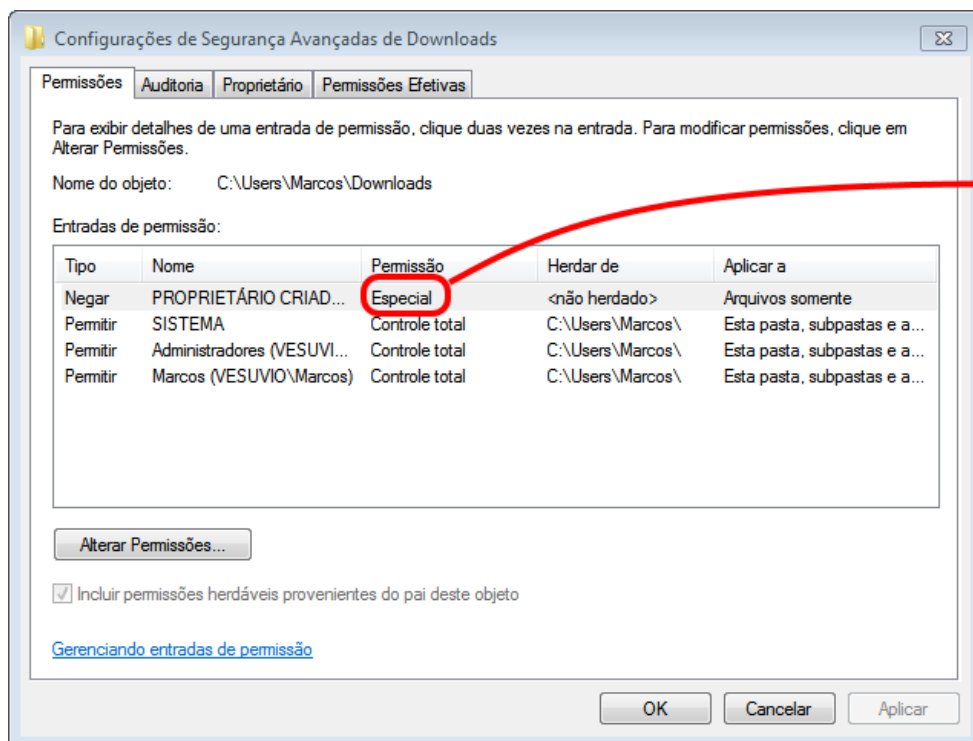 Configurações de Segurança Avançadas de Downloads
Permissões Auditoria Proprietário Permissões Efetivas
Para exibir detalhes de uma entrada de permissão, clique duas vezes na entrada. Para modificar permissões, clique em
Alterar Permissões.
Nome do objeto: C:\Users\Marcos\Downloads
Entradas de permissão:
Tipo Nome Permissão Herdar de Aplicar a
Negar PROPRIETÁRIO CRIAD... Especial <não herdado> Arquivos somente
Permitir SISTEMA Controle total C:\Users\Marcos\ Esta pasta, subpastas e a...
Permitir Administradores (VESUVI... Controle total C:\Users\Marcos\ Esta pasta, subpastas e a...
Permitir Marcos (VESUVIO\Marcos) Controle total C:\Users\Marcos\ Esta pasta, subpastas e a...
Alterar Permissões...
Incluir permissões herdáveis provenientes do pai deste objeto
Gerenciando entradas de permissão
OK Cancelar Aplicar